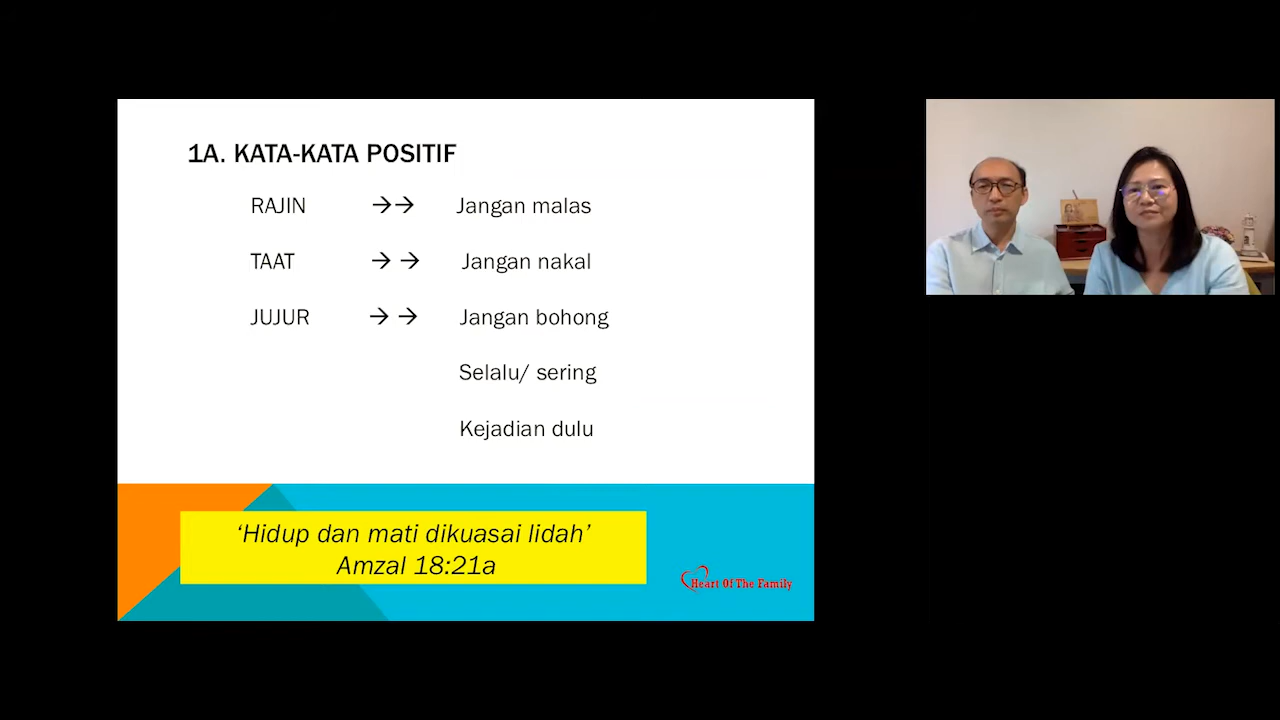 1A. KATA-KATA POSITIF
RAJIN →→ Jangan malas
TAAT → → Jangan nakal
JUJUR → → Jangan bohong
Selalu/ sering
Kejadian dulu
‘Hidup dan mati dikuasai lidah’
Amzal 18:21a
Heart Of The Family